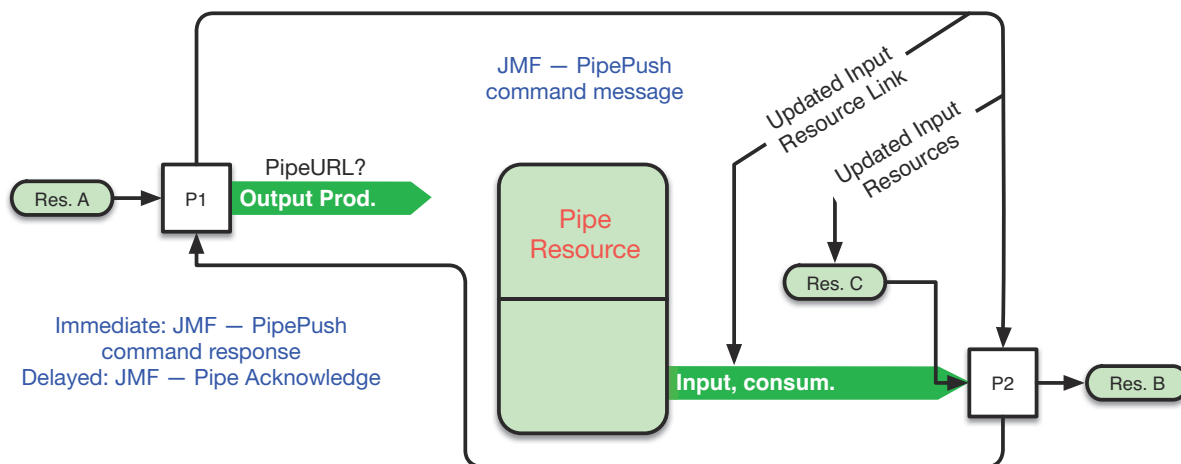 JMF — PipePush
command message
Updated Input
Resource Link
Updated Input
Resources
PipeURL?
Res. A
P1
Output Prod.
Pipe
Resource
Res. C
Immediate: JMF — PipePush
command response
Delayed: JMF — Pipe Acknowledge
Input, consum.
P2
Res. B